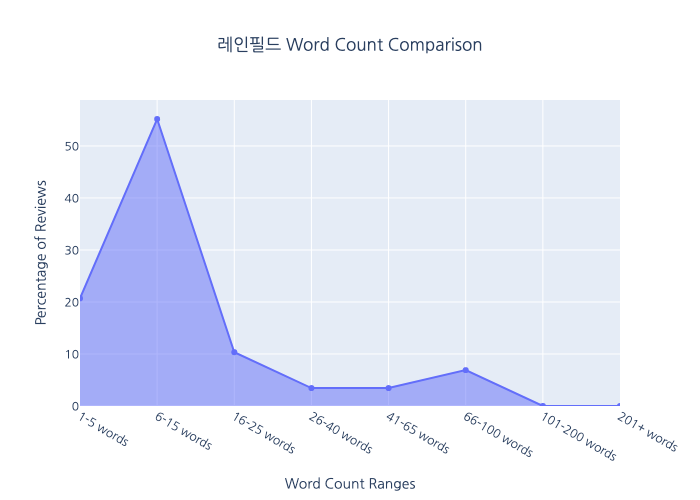 레인필드 Word Count Comparison
Percentage of Reviews
50
40
30
20
10
0
1-5 words
6-15 words
16-25 words
26-40 words
41-65 words
66-100 words
101-200 words
201+ words
Word Count Ranges